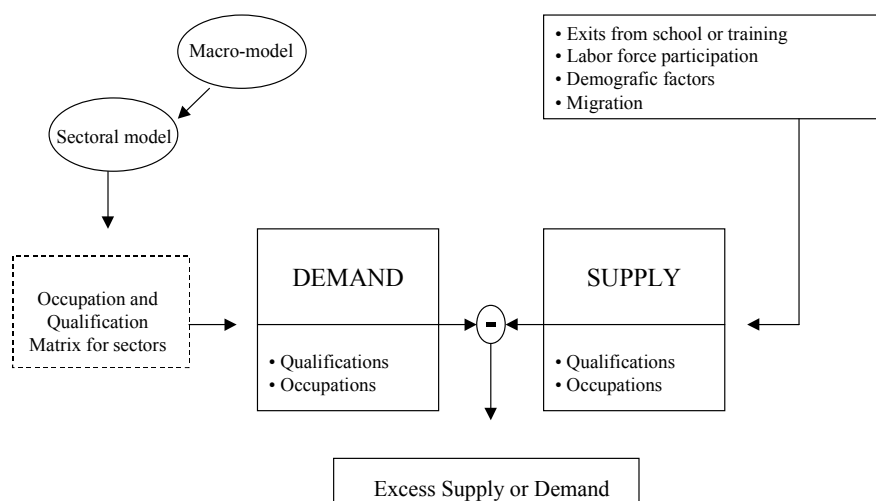 Macro-model
Sectoral model
• Exits from school or training
• Labor force participation
• Demografic factors
• Migration
Occupation and
Qualification
Matrix for sectors
DEMAND
• Qualifications
• Occupations
-
SUPPLY
• Qualifications
• Occupations
Excess Supply or Demand